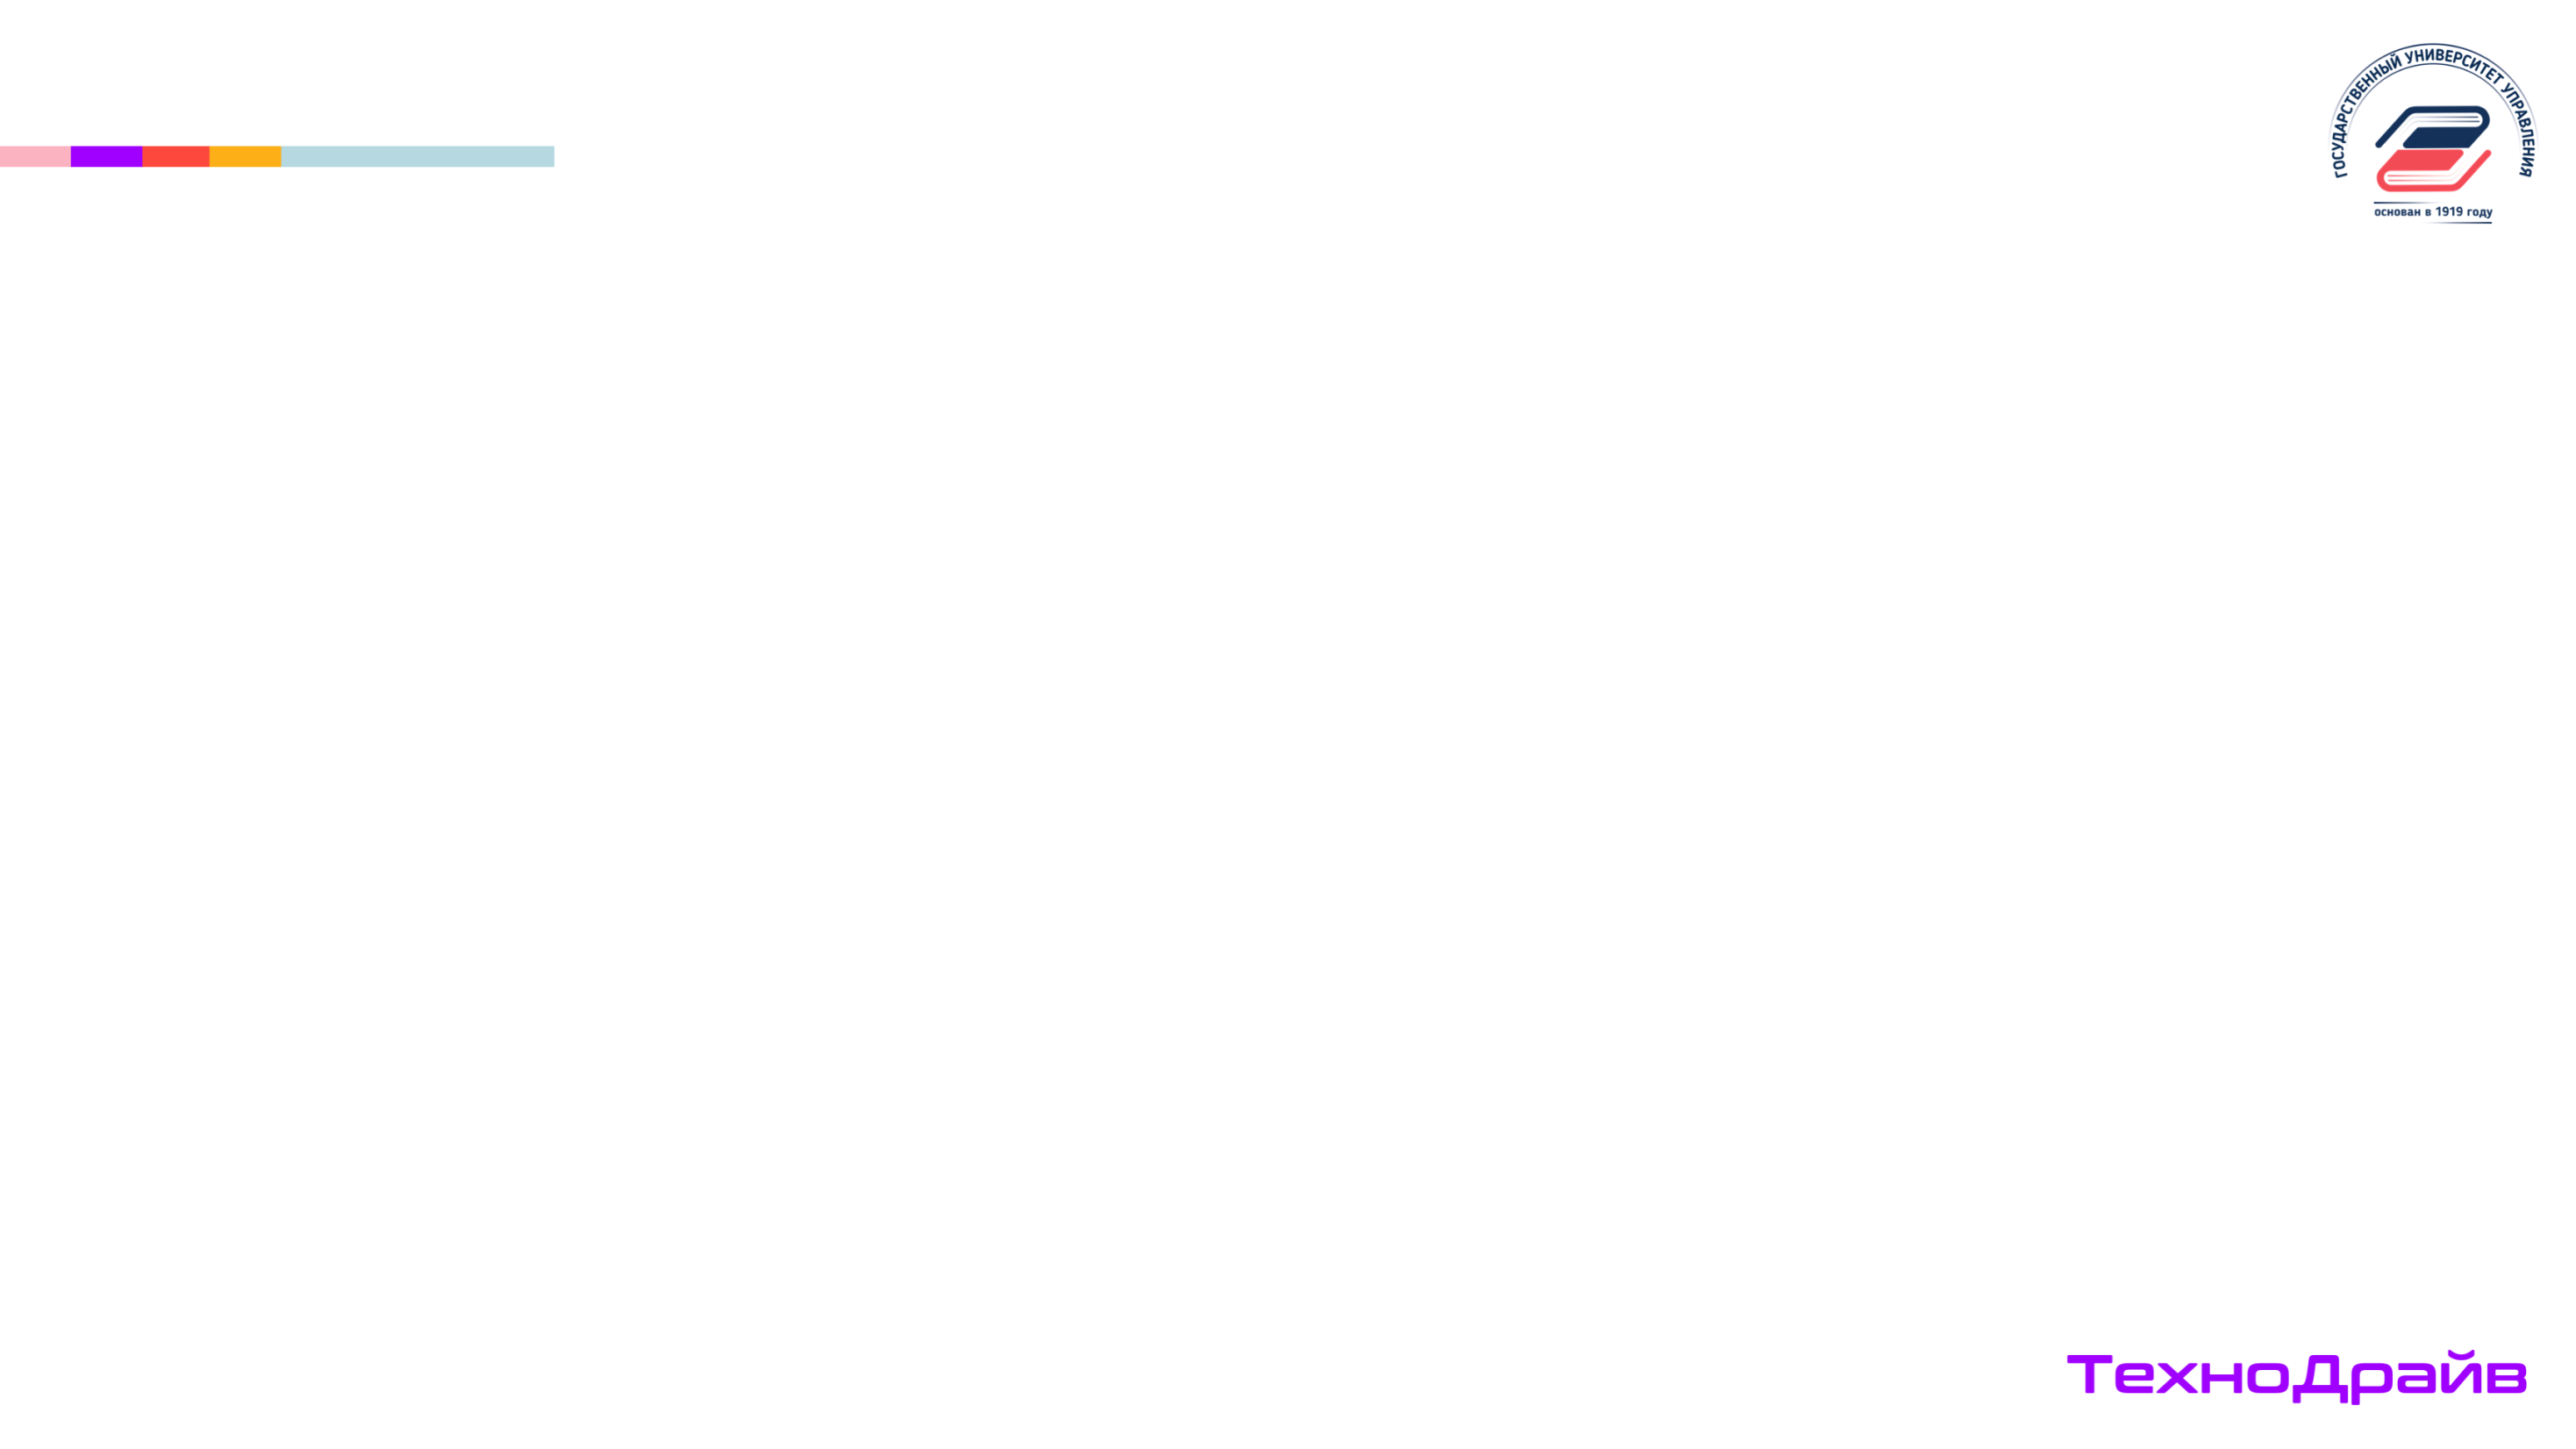 ГОСУДАРСТВЕННЫЙ УНИВЕРСИТЕТ УПРАВЛЕНИЯ
основан в 1919 году
ТехноДрайв